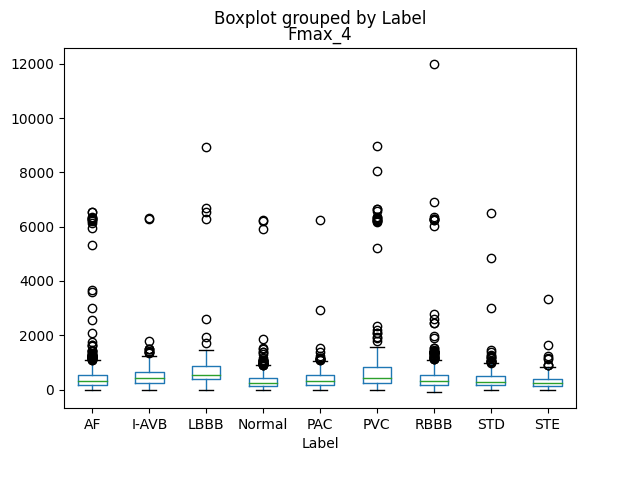 Boxplot grouped by Label
Fmax_4
12000
10000
8000
6000
4000
2000
0
AF I-AVB LBBB Normal PAC PVC RBBB STD STE
Label